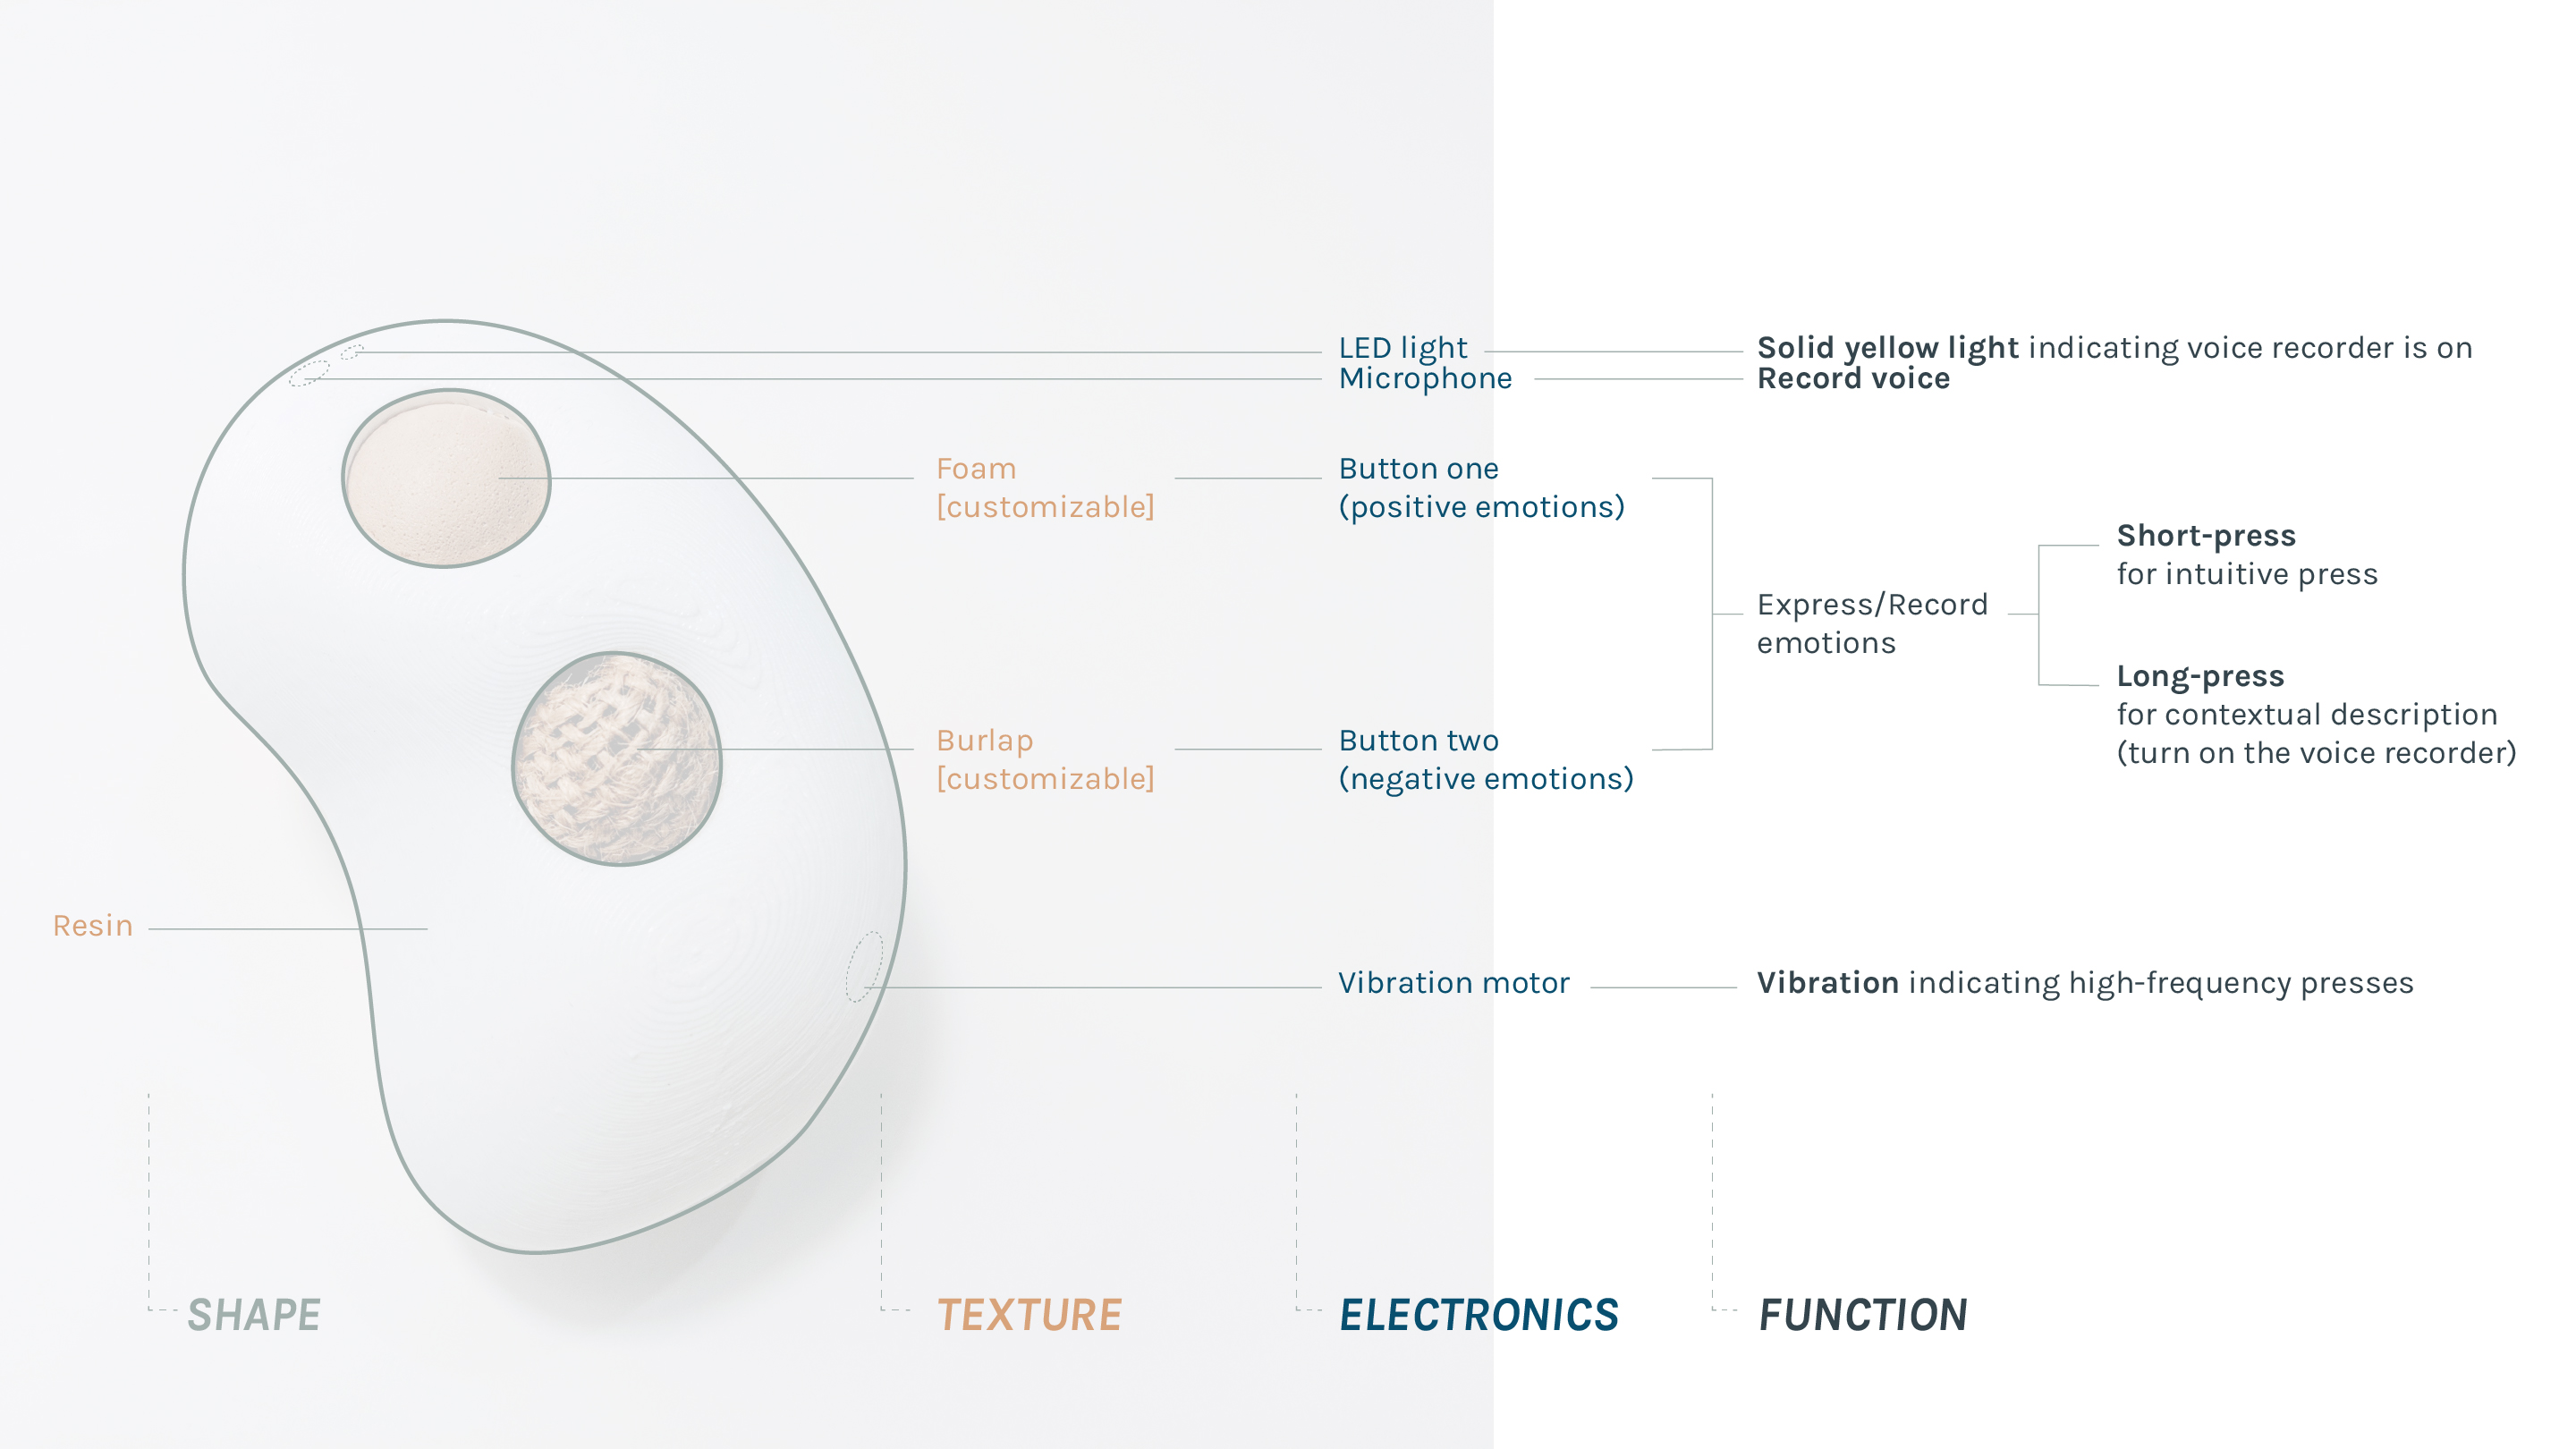 LED light
Solid yellow light indicating voice recorder is on
Microphone
Record voice
Foam
[customizable]
Button one
(positive emotions)
Short-press
for intuitive press
Express/Record
emotions
Long-press
for contextual description
(turn on the voice recorder)
Burlap
[customizable]
Button two
(negative emotions)
Resin
Vibration motor
Vibration indicating high-frequency presses
SHAPE
TEXTURE
ELECTRONICS
FUNCTION